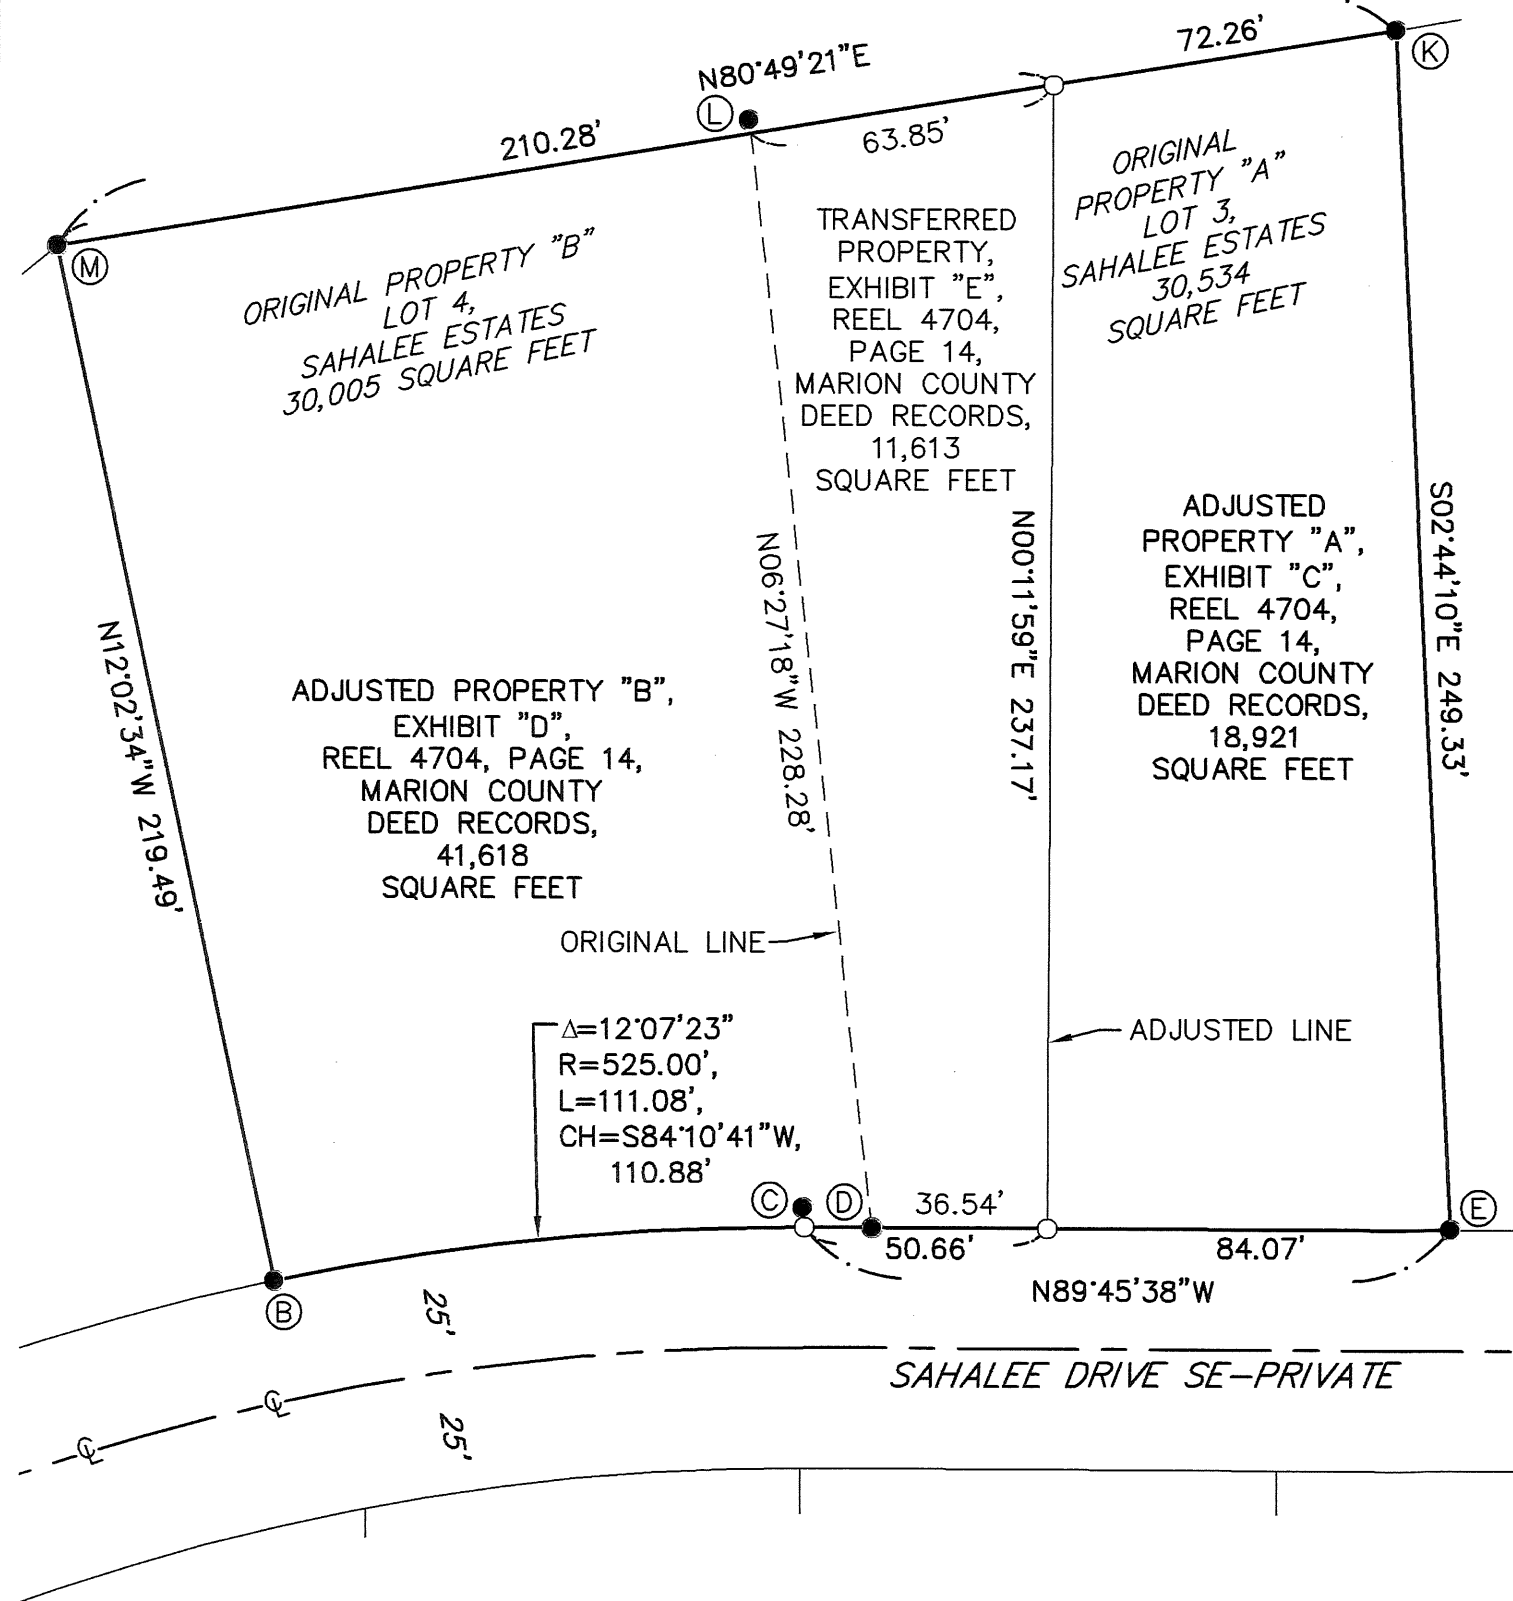 72.26'
K
N80°49'21"E
L
210.28'
63.85'
M
ORIGINAL PROPERTY "B"
LOT 4,
SAHALEE ESTATES
30,005 SQUARE FEET
TRANSFERRED
PROPERTY,
EXHIBIT "E",
REEL 4704,
PAGE 14,
MARION COUNTY
DEED RECORDS,
11,613
SQUARE FEET
ORIGINAL
PROPERTY "A"
LOT 3,
SAHALEE ESTATES
30,534
SQUARE FEET
N12°02'34"W 219.49'
N06°27'18"W 228.28'
N00°11'59"E 237.17'
S02°44'10"E 249.33'
ADJUSTED
PROPERTY "A",
EXHIBIT "C",
REEL 4704,
PAGE 14,
MARION COUNTY
DEED RECORDS,
18,921
SQUARE FEET
ADJUSTED PROPERTY "B",
EXHIBIT "D",
REEL 4704, PAGE 14,
MARION COUNTY
DEED RECORDS,
41,618
SQUARE FEET
ORIGINAL LINE
ADJUSTED LINE
Δ=12°07'23"
R=525.00',
L=111.08',
CH=S84°10'41"W,
110.88'
C
D
36.54'
E
50.66'
84.07'
N89°45'38"W
B
25'
SAHALEE DRIVE SE-PRIVATE
℄
25'
℄